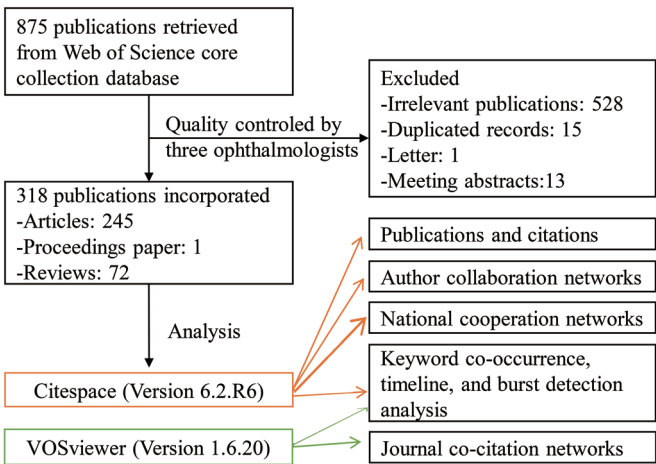 875 publications retrieved
from Web of Science core
collection database
Excluded
-Irrelevant publications: 528
-Duplicated records: 15
-Letter: 1
-Meeting abstracts:13
Quality controled by
three ophthalmologists
318 publications incorporated
-Articles: 245
-Proceedings paper: 1
-Reviews: 72
Publications and citations
Author collaboration networks
National cooperation networks
Analysis
Keyword co-occurrence,
timeline, and burst detection
analysis
Citespace (Version 6.2.R6)
VOSviewer (Version 1.6.20)
Journal co-citation networks